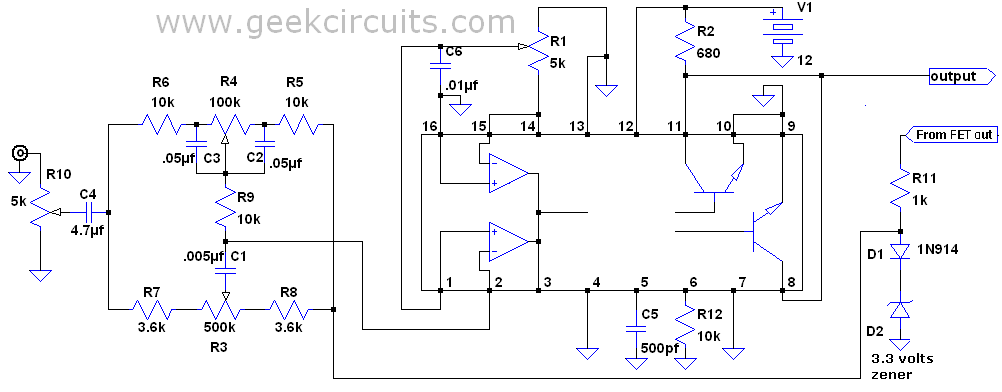 www.geekcircuits.com
V1
12
R2
680
R1
5k
C6
.01µf
output
R6
10k
R4
100k
R5
10k
16
15
14
13
12
11
10
9
From FET out
.05µf
C3
C2
.05µf
R10
5k
C4
4.7µf
R9
10k
R11
1k
.005µf
C1
D1
1N914
1
2
3
4
5
6
7
8
R7
3.6k
500k
R3
R8
3.6k
C5
500pf
R12
10k
D2
3.3 volts
zener